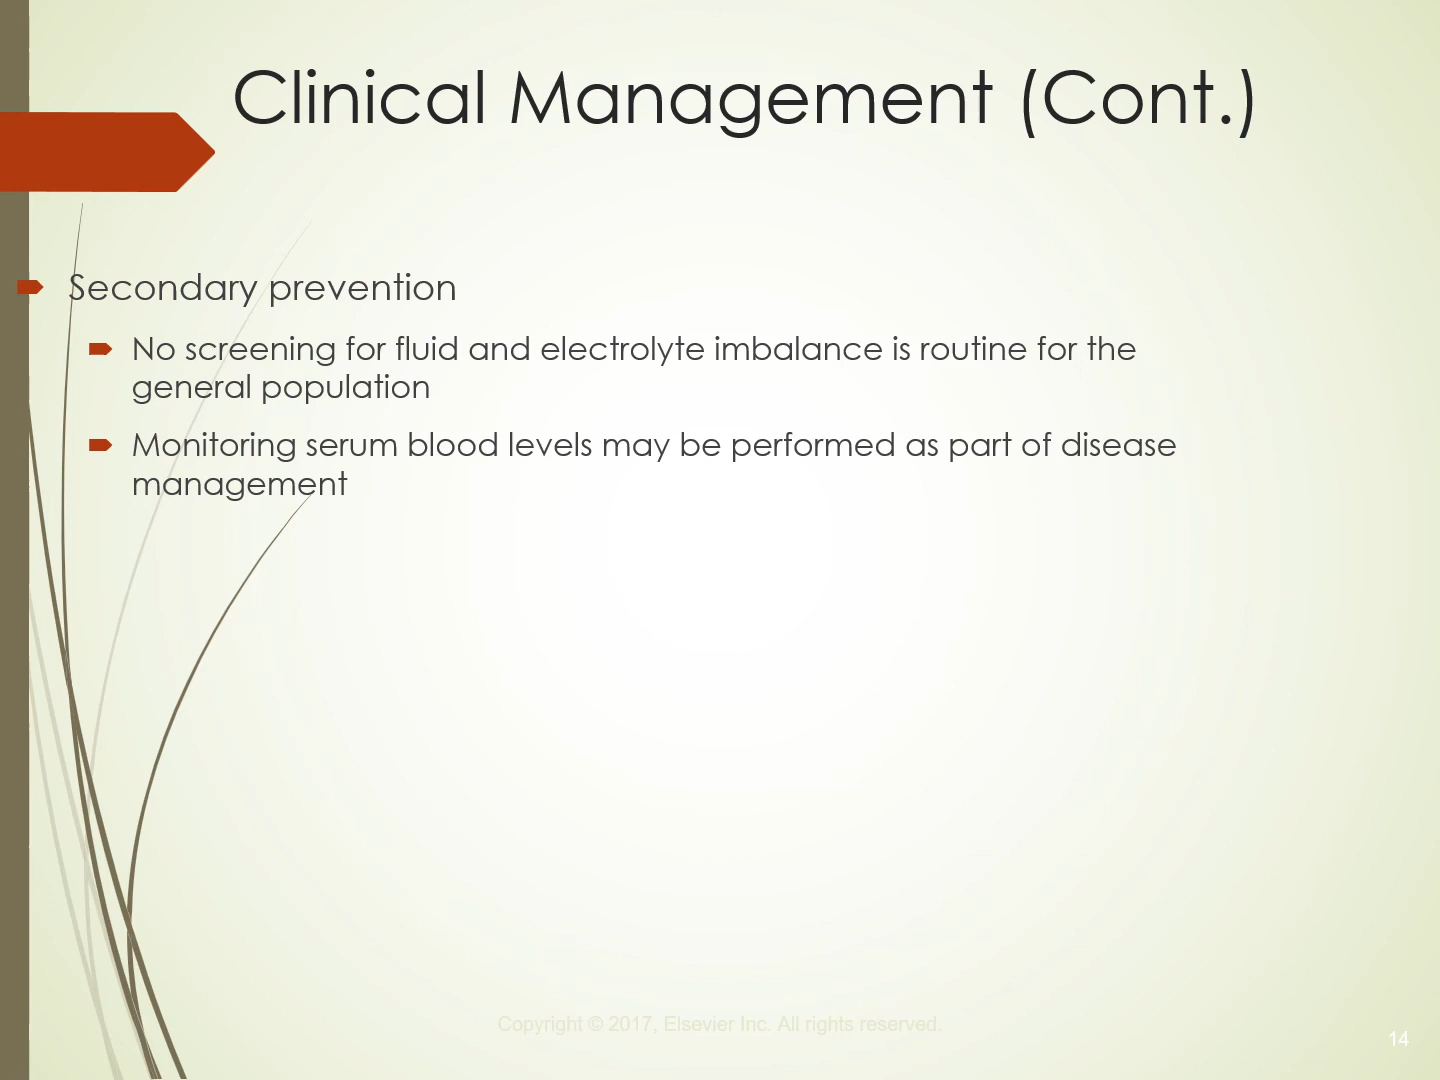 Clinical Management (Cont.)
Secondary prevention
No screening for fluid and electrolyte imbalance is routine for the
general population
Monitoring serum blood levels may be performed as part of disease
management
Copyright © 2017, Elsevier Inc. All rights reserved.
14